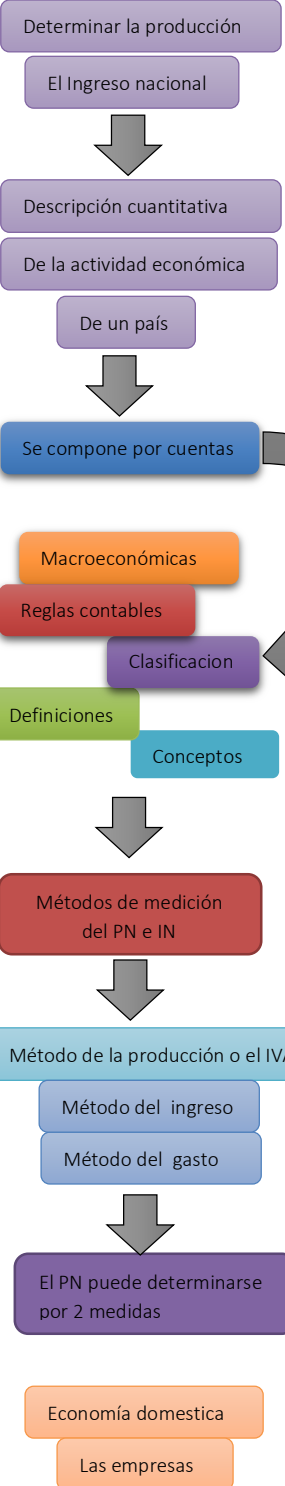 Determinar la producción
El Ingreso nacional
Descripción cuantitativa
De la actividad económica
De un país
Se compone por cuentas
Macroeconómicas
Reglas contables
Clasificacion
Definiciones
Conceptos
Métodos de medición
del PN e IN
Método de la producción o el IVA
Método del ingreso
Método del gasto
El PN puede determinarse
por 2 medidas
Economía domestica
Las empresas